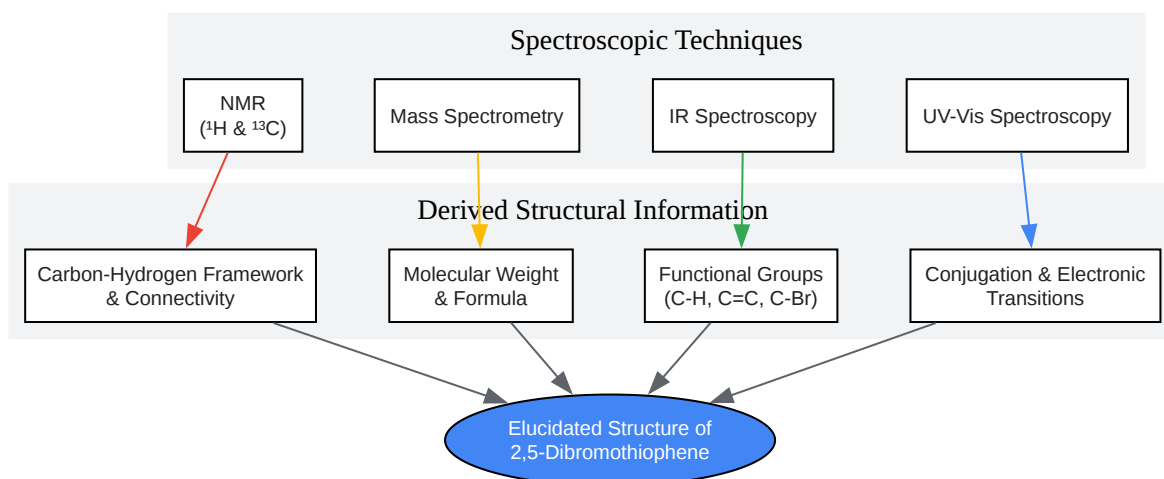 Spectroscopic Techniques
NMR
(¹H & ¹³C)
Mass Spectrometry
IR Spectroscopy
UV-Vis Spectroscopy
Derived Structural Information
Carbon-Hydrogen Framework
& Connectivity
Molecular Weight
& Formula
Functional Groups
(C-H, C=C, C-Br)
Conjugation & Electronic
Transitions
Elucidated Structure of
2,5-Dibromothiophene